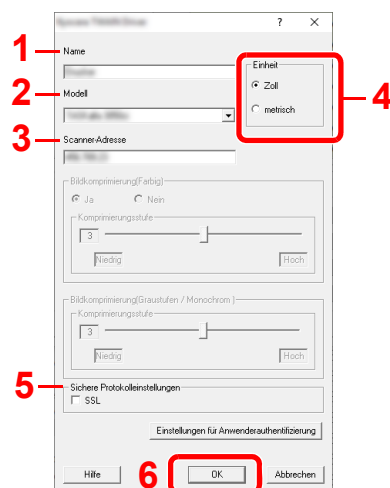 ? ×
1 Name
Einheit
Zoll
metrisch
4
2 Modell
3 Scanner-Adresse
Bildkomprimierung(Farbig)
Ja Nein
Komprimierungsstufe
3
Niedrig Hoch
Bildkomprimierung(Graustufen / Monochrom )
Komprimierungsstufe
3
Niedrig Hoch
5 Sichere Protokolleinstellungen
SSL
Einstellungen für Anwenderauthentifizierung
Hilfe 6 OK Abbrechen